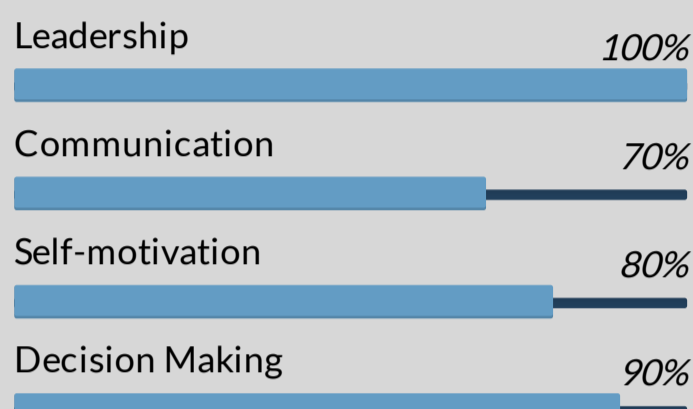 Leadership
100%
Communication
70%
Self-motivation
80%
Decision Making
90%